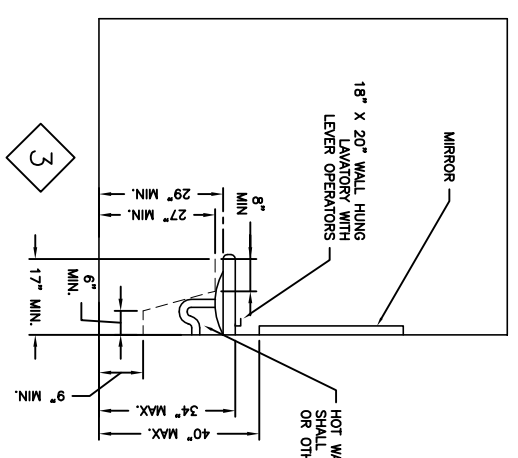 MIRROR
18" X 20" WALL HUNG
LAVATORY WITH
LEVER OPERATORS
HOT WA
SHALL
OR OTH
8"
MIN
29" MIN.
27" MIN.
17" MIN.
6"
MIN.
9" MIN.
34" MAX.
40" MAX.
3